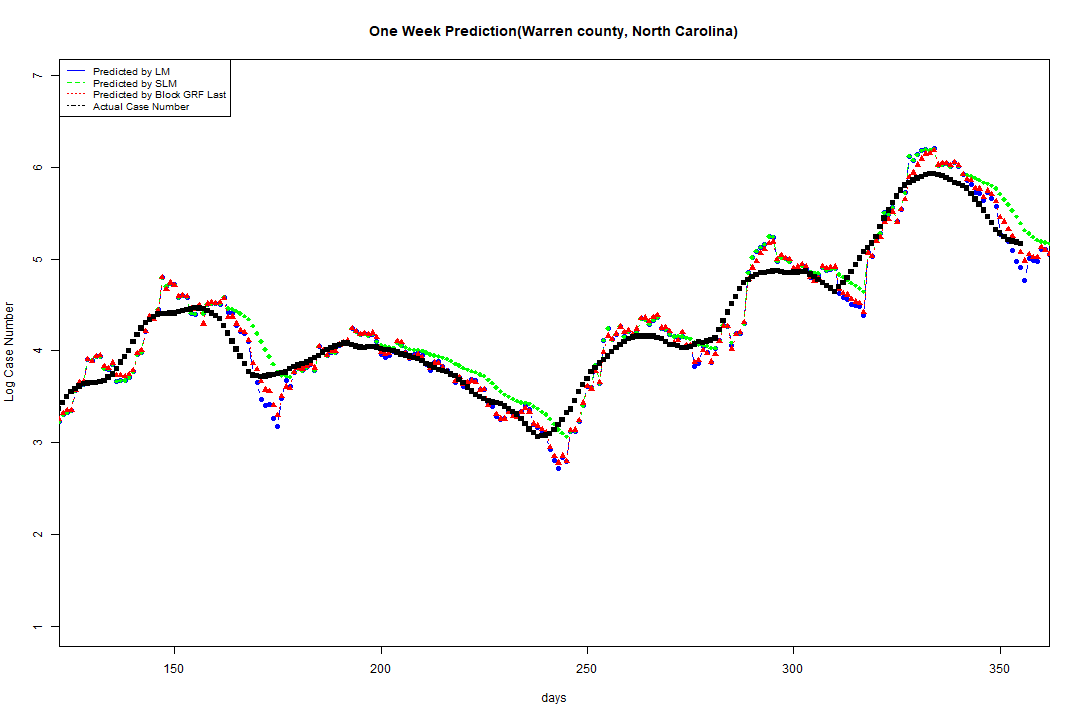 One Week Prediction(Warren county, North Carolina)
Predicted by LM
Predicted by SLM
Predicted by Block GRF Last
Actual Case Number
7
6
5
4
3
2
1
Log Case Number
150 200 250 300 350
days